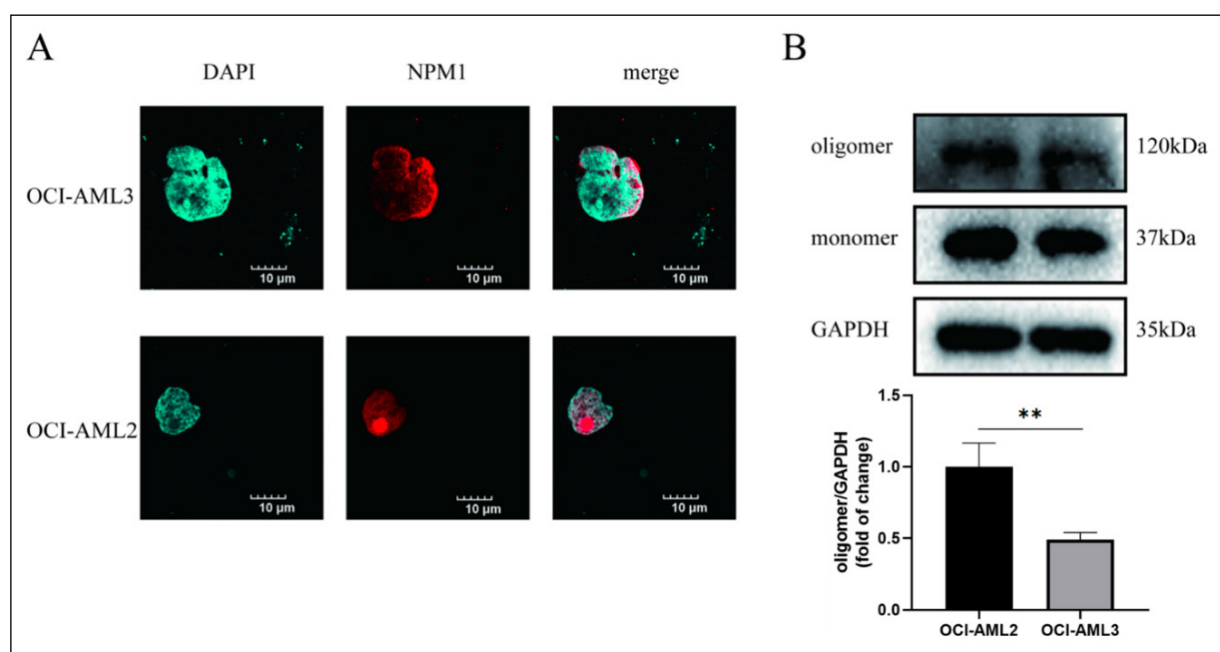 A
DAPI NPM1 merge
OCI-AML3
10 µm 10 µm 10 µm
OCI-AML2
10 µm 10 µm 10 µm
B
oligomer 120kDa
monomer 37kDa
GAPDH 35kDa
oligomer/GAPDH
(fold of change)
1.5
**
1.0
0.5
0.0
OCI-AML2 OCI-AML3